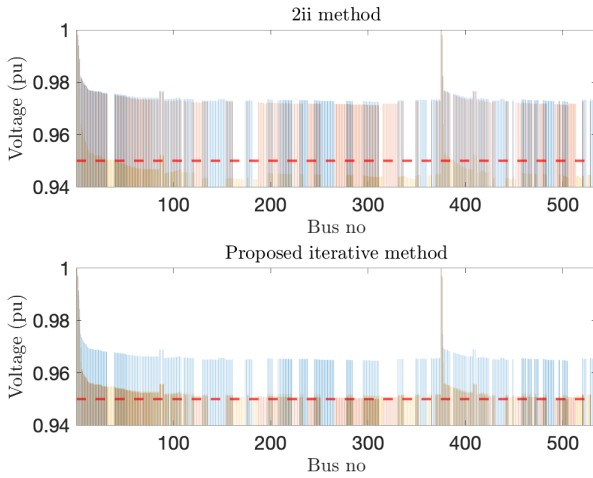 2ii method
1
0.98
0.96
0.94
Voltage (pu)
100 200 300 400 500
Bus no
Proposed iterative method
1
0.98
0.96
0.94
Voltage (pu)
100 200 300 400 500
Bus no